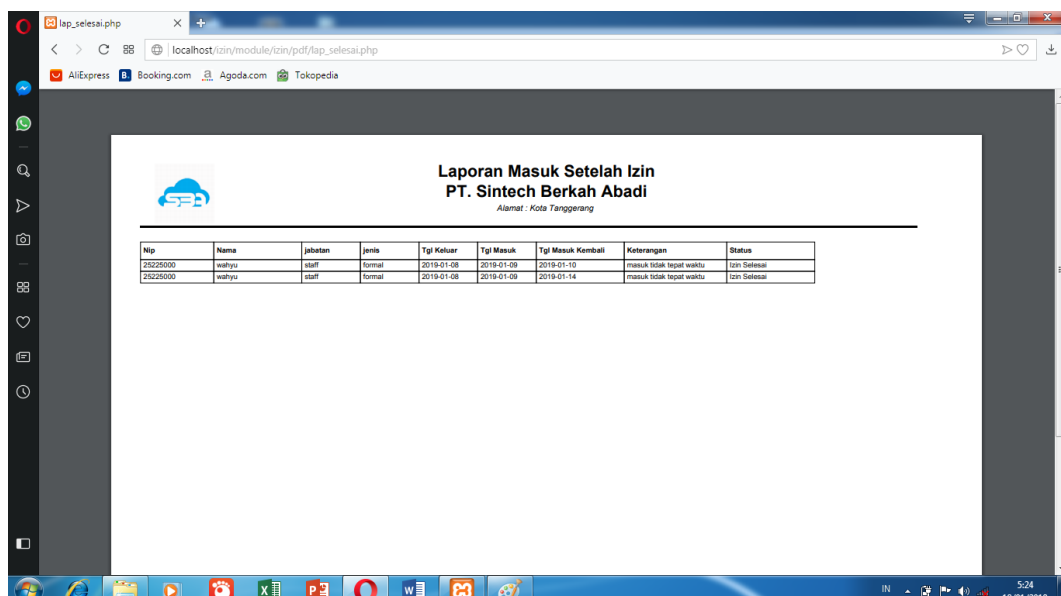 lap_selesai.php
localhost/izin/module/izin/pdf/lap_selesai.php
AliExpress B. Booking.com a Agoda.com Tokopedia
SBA
Laporan Masuk Setelah Izin
PT. Sintech Berkah Abadi
Alamat : Kota Tanggerang
Nip Nama jabatan jenis Tgl Keluar Tgl Masuk Tgl Masuk Kembali Keterangan Status
25225000 wahyu staff formal 2019-01-08 2019-01-09 2019-01-10 masuk tidak tepat waktu Izin Selesai
25225000 wahyu staff formal 2019-01-08 2019-01-09 2019-01-14 masuk tidak tepat waktu Izin Selesai
IN 5:24